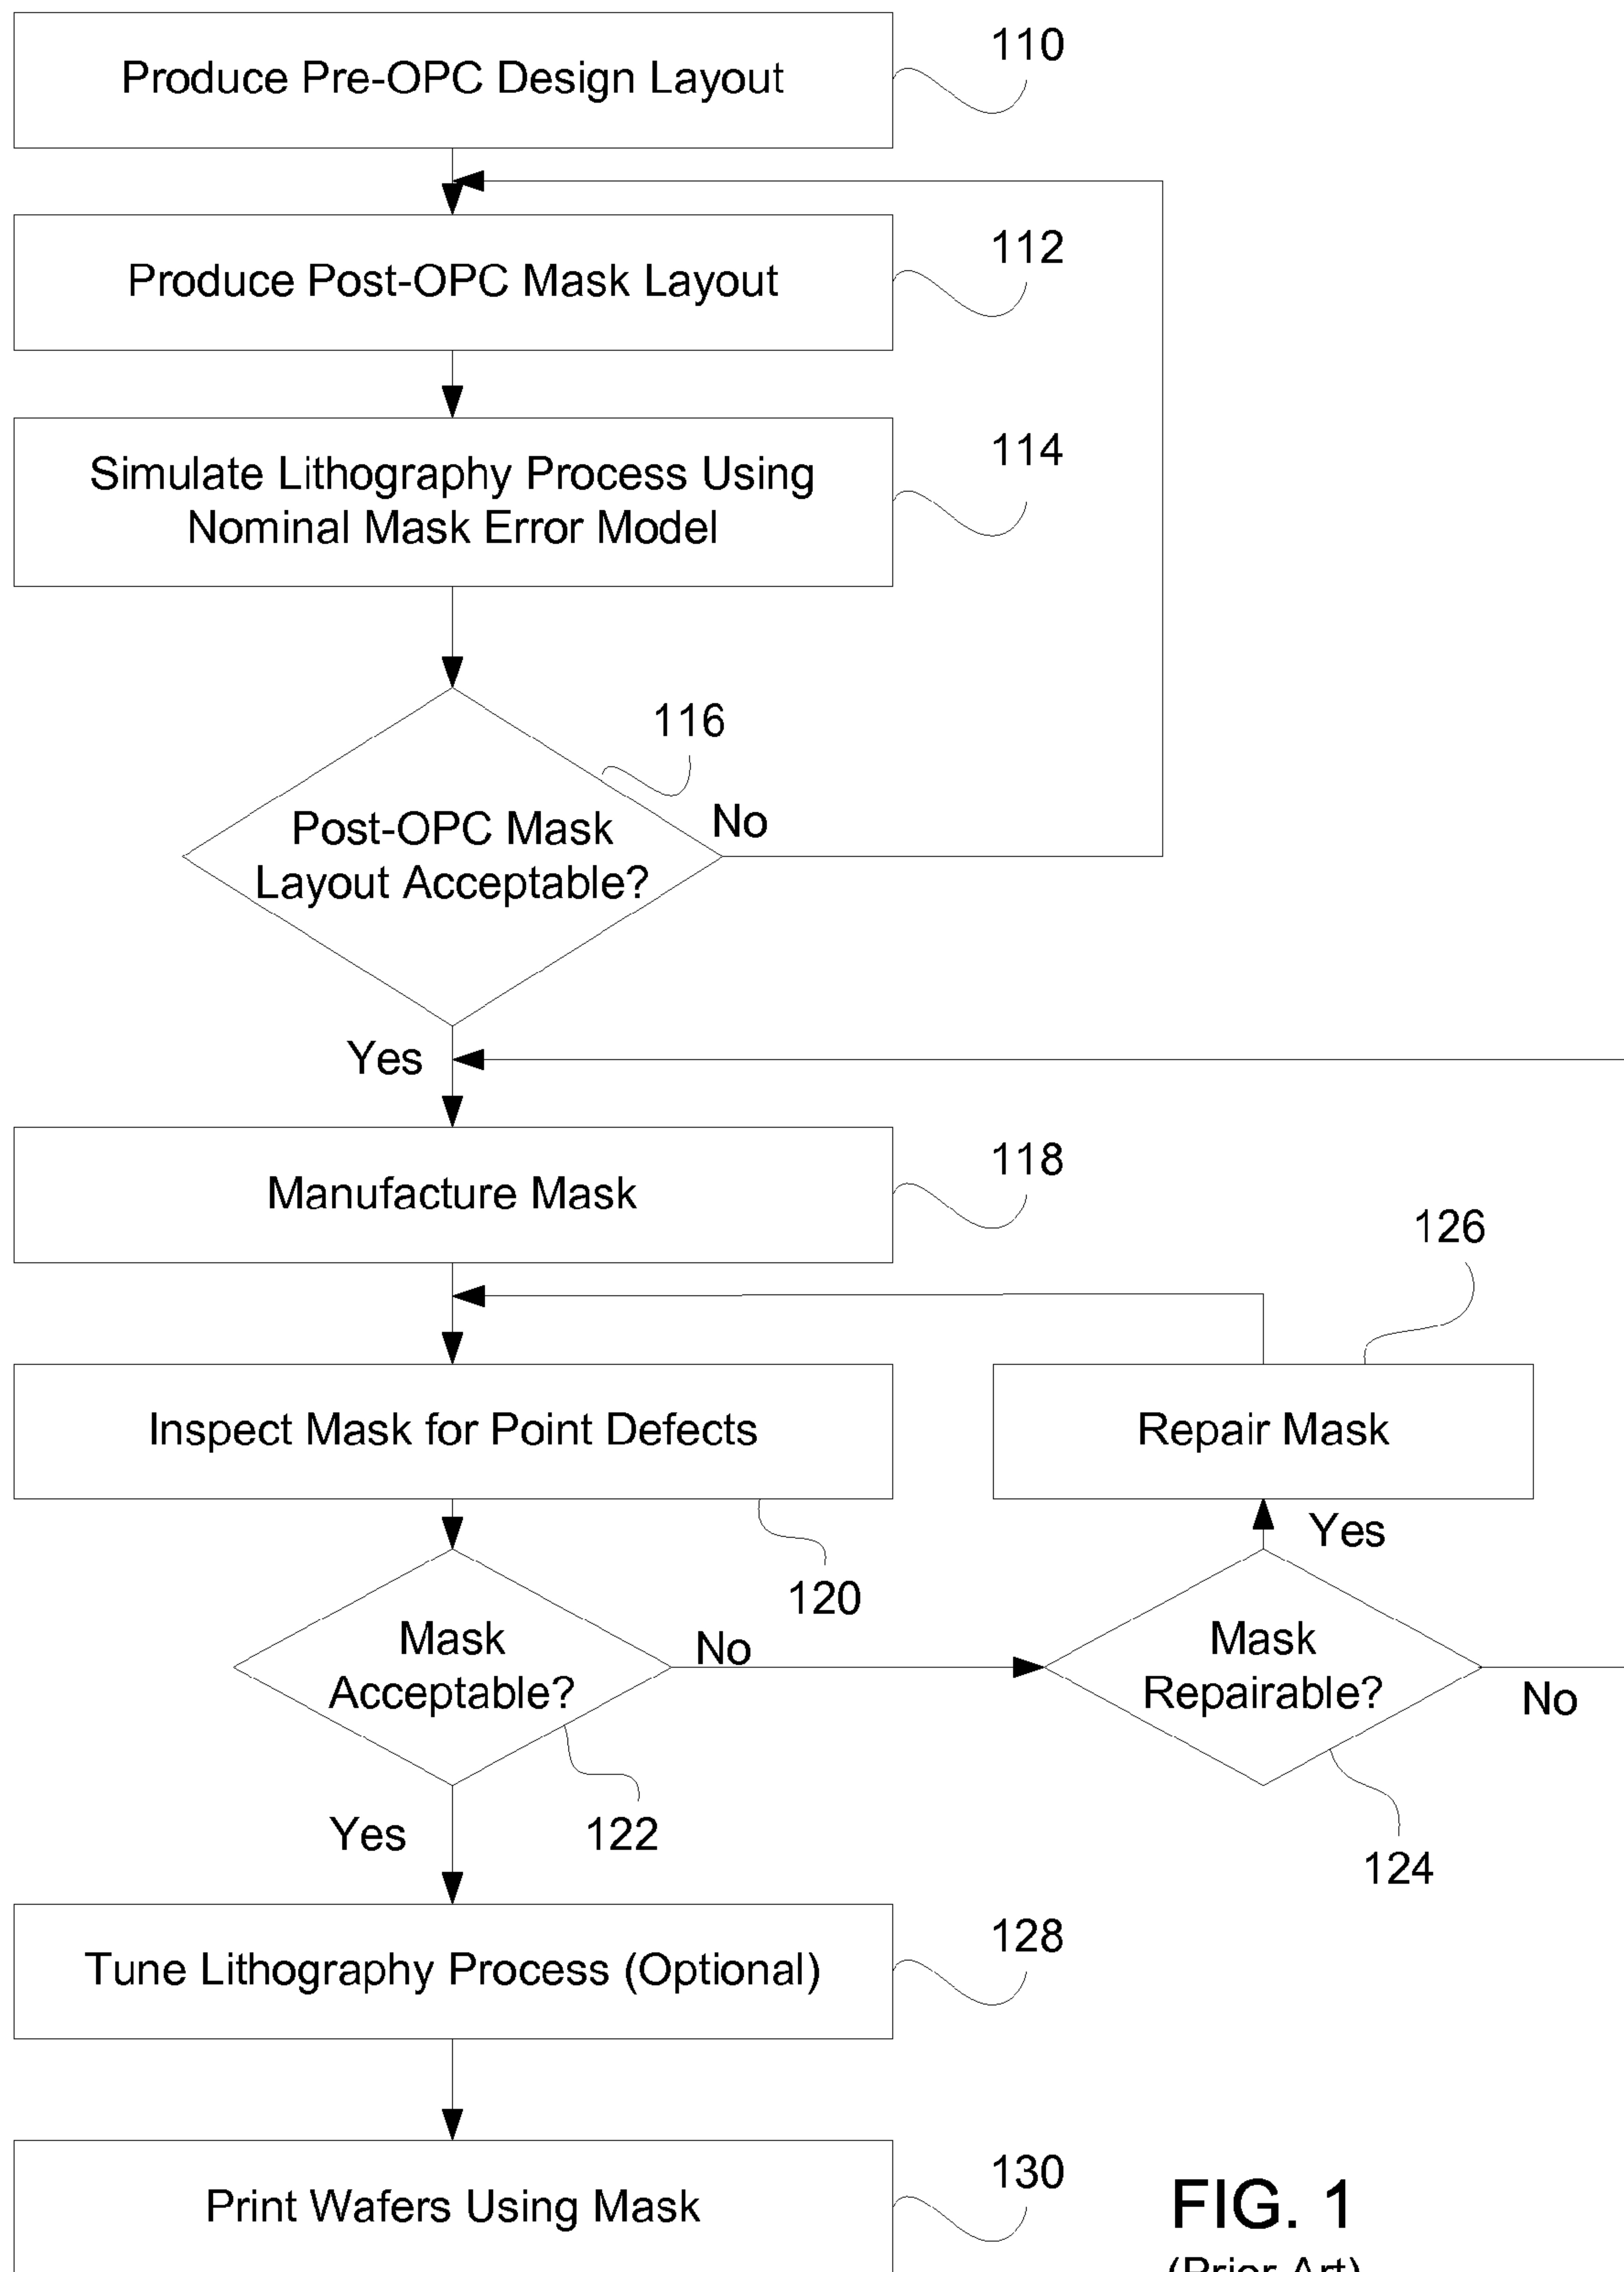 Produce Pre-OPC Design Layout
110
Produce Post-OPC Mask Layout
112
Simulate Lithography Process Using
Nominal Mask Error Model
114
116
Post-OPC Mask
Layout Acceptable?
No
Yes
Manufacture Mask
118
126
Inspect Mask for Point Defects
Repair Mask
Yes
120
Mask
Acceptable?
No
Mask
Repairable?
No
Yes
122
124
Tune Lithography Process (Optional)
128
Print Wafers Using Mask
130
FIG. 1
(Prior Art)